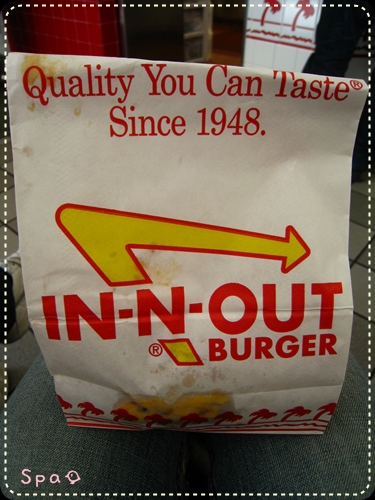 Quality You Can Taste®
Since 1948.
IN-N-OUT
® BURGER
Spa